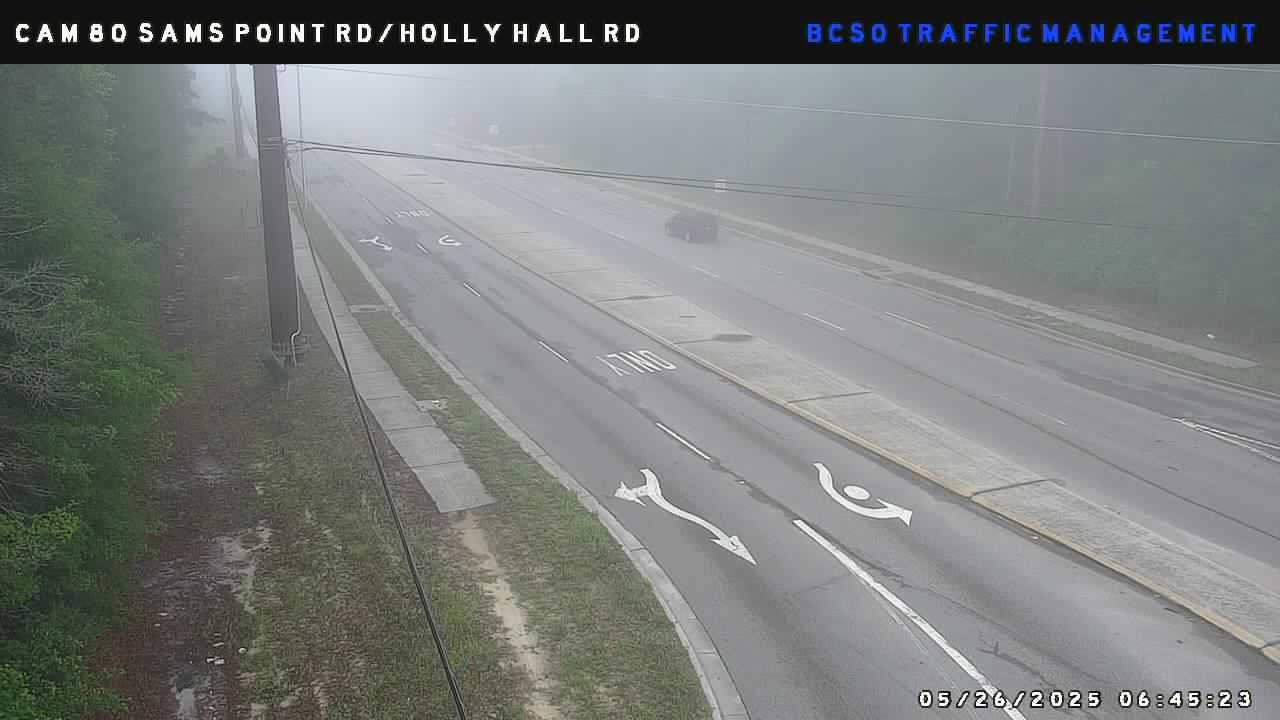 CAM 80 SAMS POINT RD/HOLLY HALL RD
BCSO TRAFFIC MANAGEMENT
ONLY
ONLY
05/26/2025 06:45:23